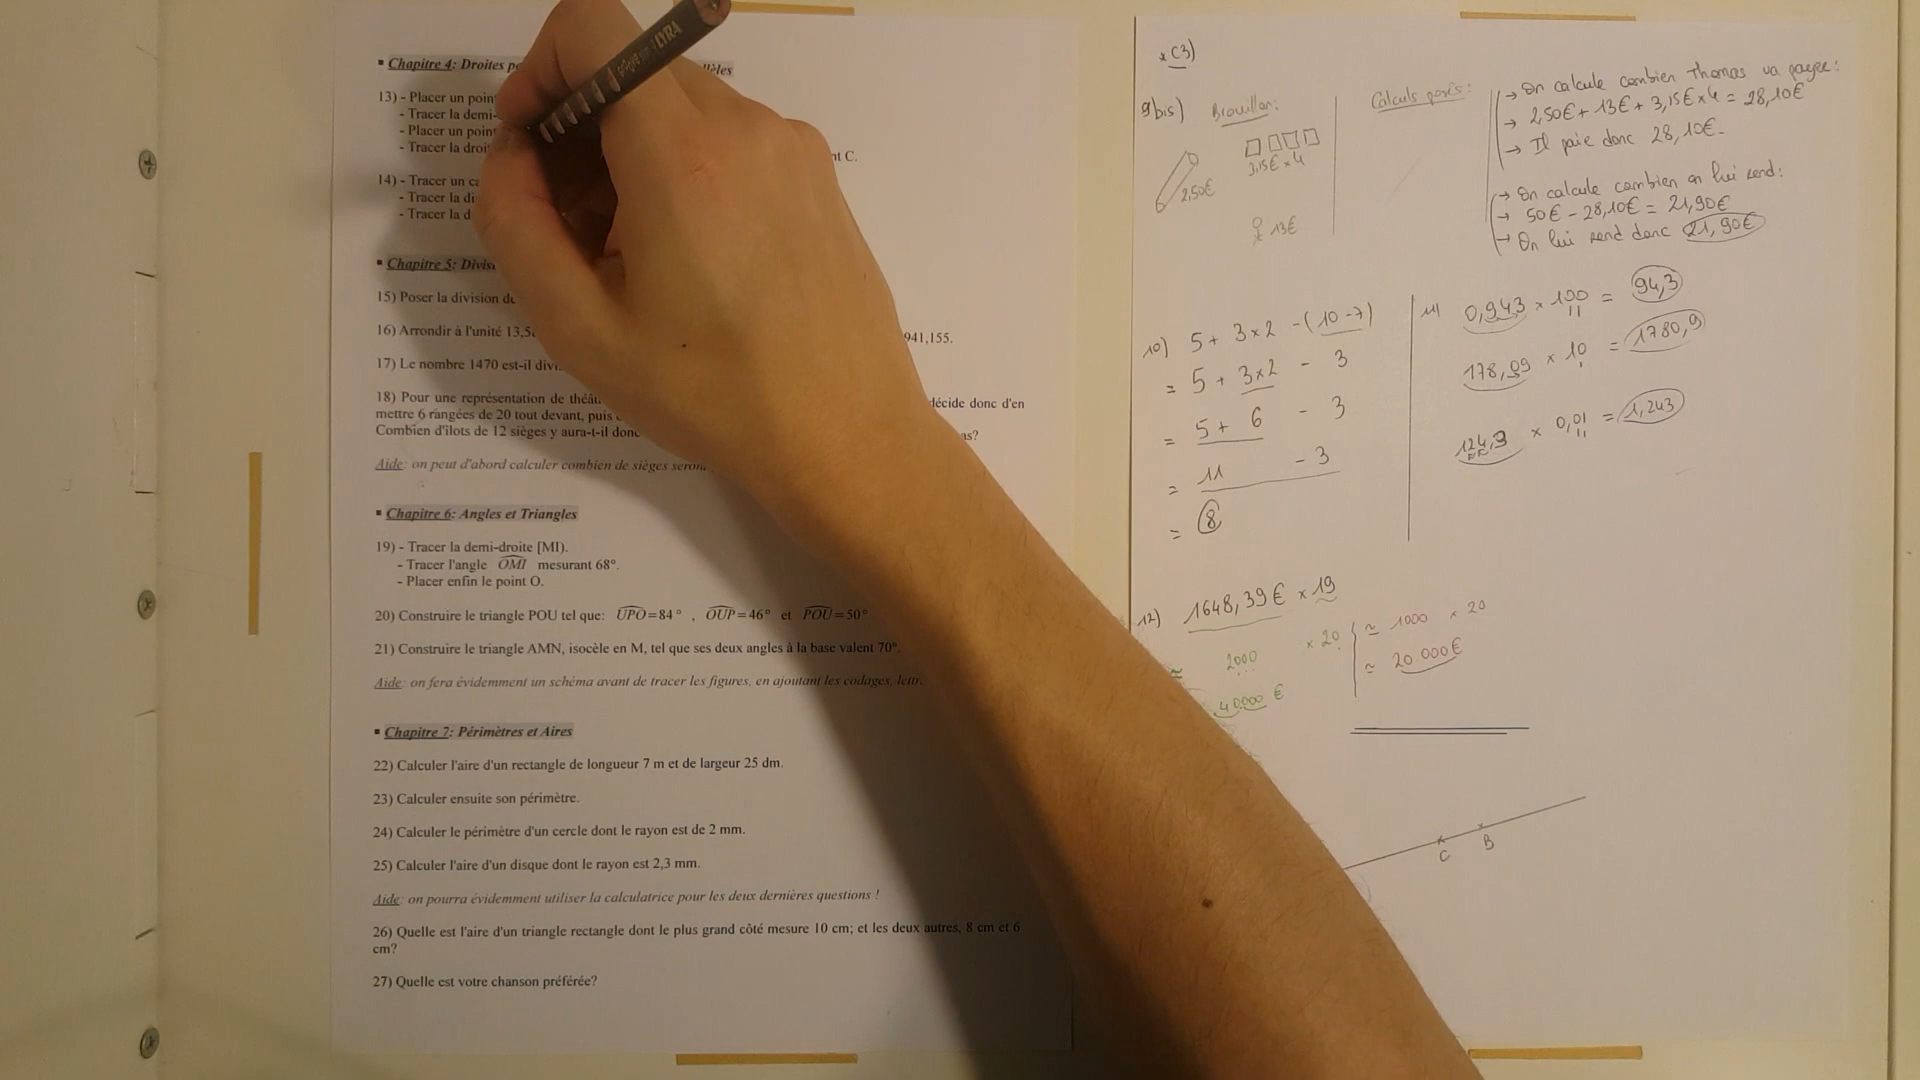 ▪ Chapitre 4: Droites
13) - Placer un point
- Tracer la demi-
- Placer un point
- Tracer la
nt C.
14) - Tracer un
- Tracer la
- Tracer la
▪ Chapitre 5:
15) Poser la division
16) Arrondir à l'unité
941,155.
17) Le nombre 1470 est-il
18) Pour une représentation de
décide donc d'en
mettre 6 rangées de 20 tout devant, puis
Combien d'îlots de 12 sièges y aura-t-il donc
Aide: on peut d'abord calculer combien de sièges
▪ Chapitre 6: Angles et Triangles
19) - Tracer la demi-droite [MI).
- Tracer l'angle OMI mesurant 68°.
- Placer enfin le point O.
20) Construire le triangle POU tel que: UPO=84° , OUP=46° et POU=50°
21) Construire le triangle AMN, isocèle en M, tel que ses deux angles à la base valent 70°.
Aide: on fera évidemment un schéma avant de tracer les figures, en ajoutant les codages,
▪ Chapitre 7: Périmètres et Aires
22) Calculer l'aire d'un rectangle de longueur 7 m et de largeur 25 dm.
23) Calculer ensuite son périmètre.
24) Calculer le périmètre d'un cercle dont le rayon est de 2 mm.
25) Calculer l'aire d'un disque dont le rayon est 2,3 mm.
Aide: on pourra évidemment utiliser la calculatrice pour les deux dernières questions !
26) Quelle est l'aire d'un triangle rectangle dont le plus grand côté mesure 10 cm; et les deux autres, 8 cm et 6
cm?
27) Quelle est votre chanson préférée?
LYRA
* C3)
9bis) Brouillon:
3,15€ × 4
2,50€
13€
Calculs posés:
→ On calcule combien Thomas va payer:
→ 2,50€ + 13€ + 3,15€ × 4 = 28,10€
→ Il paie donc 28,10€.
→ On calcule combien on lui rend:
→ 50€ - 28,10€ = 21,90€
→ On lui rend donc 21,90€
10) 5 + 3×2 - (10-7)
= 5 + 3×2 - 3
= 5 + 6 - 3
= 11 - 3
= 8
11) 0,943 × 100 = 94,3
178,09 × 10 = 1780,9
124,3 × 0,01 = 1,243
12) 1648,39€ × 19
≈ 2000 × 20
40000 €
≈ 1000 × 20
≈ 20.000€
C B